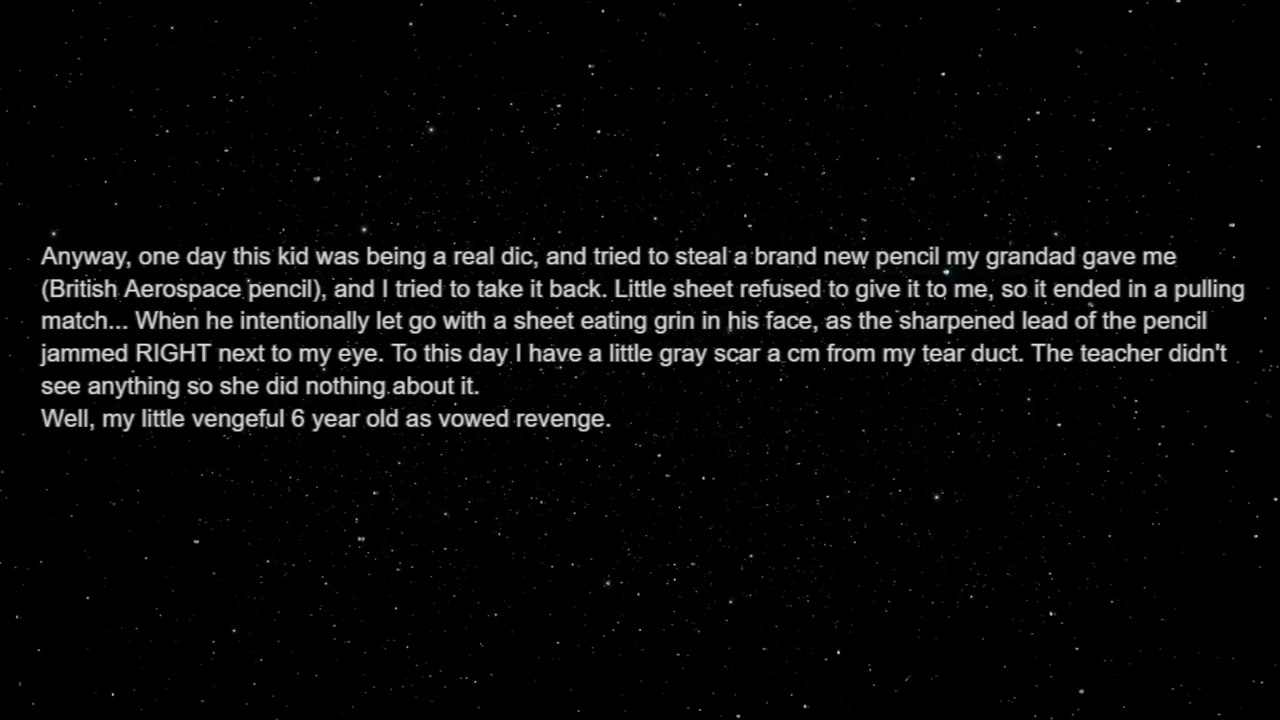 Anyway, one day this kid was being a real dic, and tried to steal a brand new pencil my grandad gave me
(British Aerospace pencil), and I tried to take it back. Little sheet refused to give it to me, so it ended in a pulling
match... When he intentionally let go with a sheet eating grin in his face, as the sharpened lead of the pencil
jammed RIGHT next to my eye. To this day I have a little gray scar a cm from my tear duct. The teacher didn't
see anything so she did nothing about it.
Well, my little vengeful 6 year old as vowed revenge.